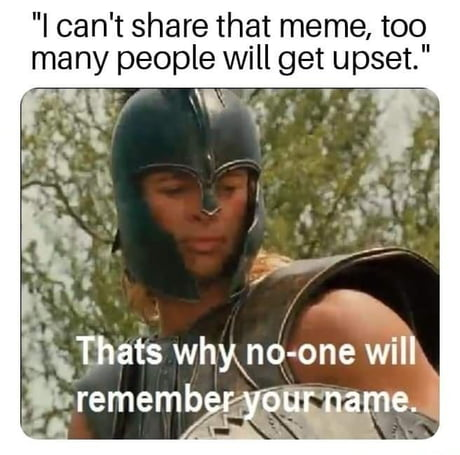 "I can't share that meme, too
many people will get upset."
Thats why no-one will
remember your name.